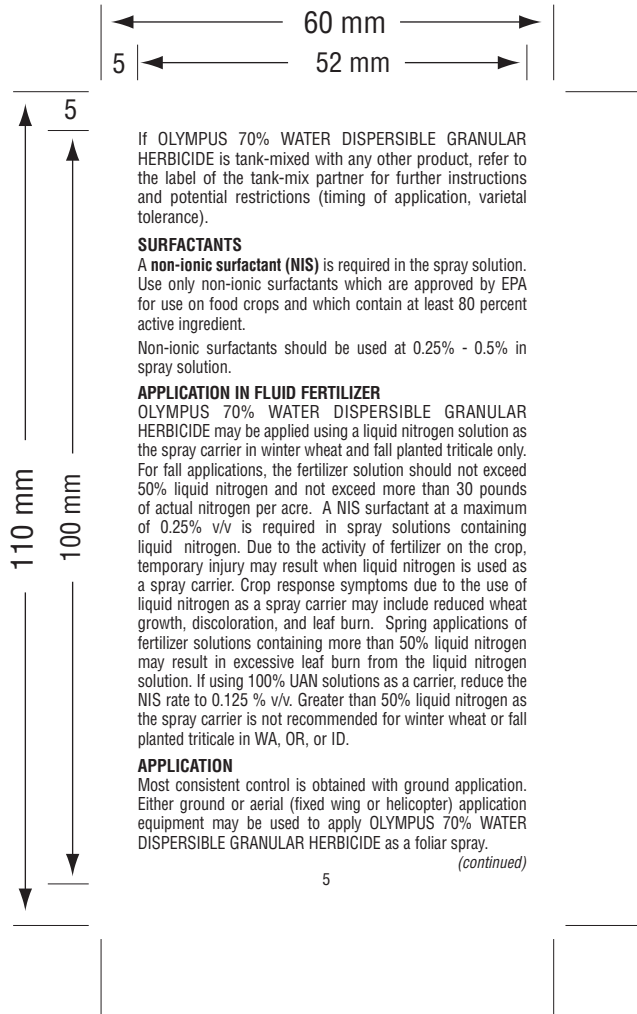 60 mm
5
52 mm
5
110 mm
100 mm
If OLYMPUS 70% WATER DISPERSIBLE GRANULAR
HERBICIDE is tank-mixed with any other product, refer to
the label of the tank-mix partner for further instructions
and potential restrictions (timing of application, varietal
tolerance).
SURFACTANTS
A non-ionic surfactant (NIS) is required in the spray solution.
Use only non-ionic surfactants which are approved by EPA
for use on food crops and which contain at least 80 percent
active ingredient.
Non-ionic surfactants should be used at 0.25% - 0.5% in
spray solution.
APPLICATION IN FLUID FERTILIZER
OLYMPUS 70% WATER DISPERSIBLE GRANULAR
HERBICIDE may be applied using a liquid nitrogen solution as
the spray carrier in winter wheat and fall planted triticale only.
For fall applications, the fertilizer solution should not exceed
50% liquid nitrogen and not exceed more than 30 pounds
of actual nitrogen per acre. A NIS surfactant at a maximum
of 0.25% v/v is required in spray solutions containing
liquid nitrogen. Due to the activity of fertilizer on the crop,
temporary injury may result when liquid nitrogen is used as
a spray carrier. Crop response symptoms due to the use of
liquid nitrogen as a spray carrier may include reduced wheat
growth, discoloration, and leaf burn. Spring applications of
fertilizer solutions containing more than 50% liquid nitrogen
may result in excessive leaf burn from the liquid nitrogen
solution. If using 100% UAN solutions as a carrier, reduce the
NIS rate to 0.125 % v/v. Greater than 50% liquid nitrogen as
the spray carrier is not recommended for winter wheat or fall
planted triticale in WA, OR, or ID.
APPLICATION
Most consistent control is obtained with ground application.
Either ground or aerial (fixed wing or helicopter) application
equipment may be used to apply OLYMPUS 70% WATER
DISPERSIBLE GRANULAR HERBICIDE as a foliar spray.
(continued)
5